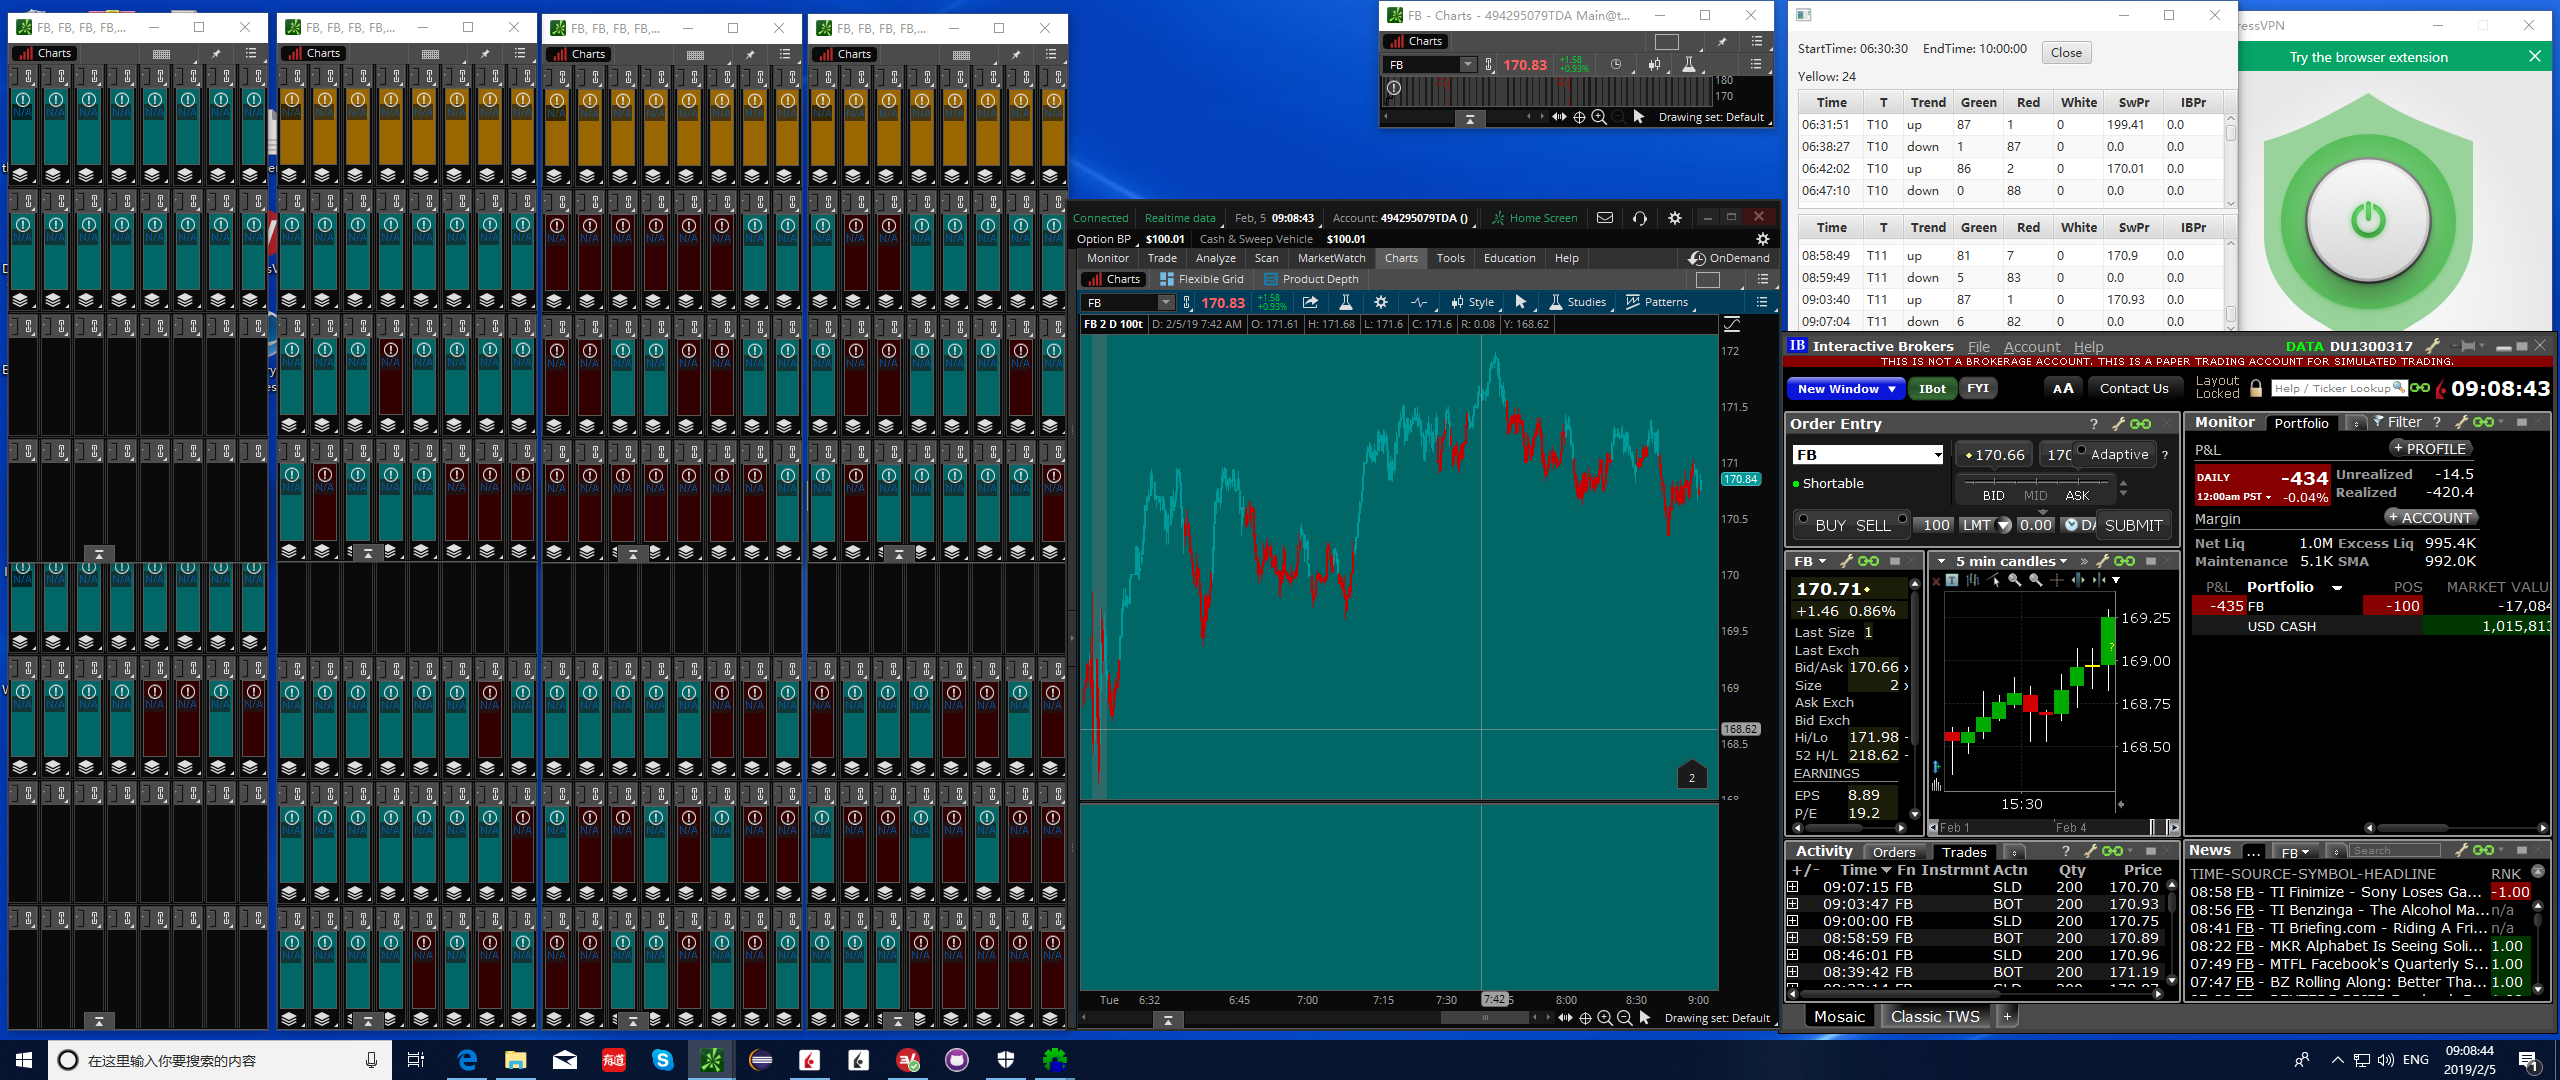 FB, FB, FB, FB,...
Charts
FB, FB, FB, FB,...
Charts
FB, FB, FB, FB,...
Charts
FB, FB, FB, FB,...
Charts
FB - Charts - 494295079TDA Main@t...
Charts
FB 170.83 +1.58 +0.93%
180
170
Drawing set: Default
StartTime: 06:30:30 EndTime: 10:00:00 Close
Yellow: 24
Time T Trend Green Red White SwPr IBPr
06:31:51 T10 up 87 1 0 199.41 0.0
06:38:27 T10 down 1 87 0 0.0 0.0
06:42:02 T10 up 86 2 0 170.01 0.0
06:47:10 T10 down 0 88 0 0.0 0.0
Time T Trend Green Red White SwPr IBPr
08:58:49 T11 up 81 7 0 170.9 0.0
08:59:49 T11 down 5 83 0 0.0 0.0
09:03:40 T11 up 87 1 0 170.93 0.0
09:07:04 T11 down 6 82 0 0.0 0.0
ressVPN
Try the browser extension
Connected Realtime data Feb, 5 09:08:43 Account: 494295079TDA () Home Screen
Option BP $100.01 Cash & Sweep Vehicle $100.01
Monitor Trade Analyze Scan MarketWatch Charts Tools Education Help OnDemand
Charts Flexible Grid Product Depth
FB 170.83 +1.58 +0.93% Style Studies Patterns
FB 2 D 100t D: 2/5/19 7:42 AM O: 171.61 H: 171.68 L: 171.6 C: 171.6 R: 0.08 Y: 168.62
172
171.5
171
170.84
170.5
170
169.5
169
168.62
168.5
2
Tue 6:32 6:45 7:00 7:15 7:30 7:42 8:00 8:30 9:00
Drawing set: Default
IB Interactive Brokers File Account Help DATA DU1300317
THIS IS NOT A BROKERAGE ACCOUNT. THIS IS A PAPER TRADING ACCOUNT FOR SIMULATED TRADING.
New Window IBot FYI AA Contact Us Layout Locked Help / Ticker Lookup 09:08:43
Order Entry ?
FB 170.66 170 Adaptive ?
Shortable
BID MID ASK
BUY SELL 100 LMT 0.00 DA SUBMIT
FB
170.71
+1.46 0.86%
Last Size 1
Last Exch
Bid/Ask 170.66
Size 2
Ask Exch
Bid Exch
Hi/Lo 171.98
52 H/L 218.62
EARNINGS
EPS 8.89
P/E 19.2
5 min candles
169.25
169.00
168.75
168.50
15:30
Feb 1 Feb 4
Monitor Portfolio Filter ?
P&L + PROFILE
DAILY -434 Unrealized -14.5
12:00am PST -0.04% Realized -420.4
Margin + ACCOUNT
Net Liq 1.0M Excess Liq 995.4K
Maintenance 5.1K SMA 992.0K
P&L Portfolio POS MARKET VALU
-435 FB -100 -17,084
USD CASH 1,015,813
Activity Orders Trades ?
+/- Time Fn Instrmnt Actn Qty Price
09:07:15 FB SLD 200 170.70
09:03:47 FB BOT 200 170.93
09:00:00 FB SLD 200 170.75
08:58:59 FB BOT 200 170.89
08:46:01 FB SLD 200 170.96
08:39:42 FB BOT 200 171.19
News ... FB Search
TIME-SOURCE-SYMBOL-HEADLINE RNK
08:58 FB - TI Finimize - Sony Loses Ga... -1.00
08:56 FB - TI Benzinga - The Alcohol Ma... n/a
08:41 FB - TI Briefing.com - Riding A Fri... n/a
08:22 FB - MKR Alphabet Is Seeing Soli... 1.00
07:49 FB - MTFL Facebook's Quarterly S... 1.00
07:47 FB - BZ Rolling Along: Better Tha... 1.00
Mosaic Classic TWS +
在这里输入你要搜索的内容
有道
ENG
09:08:44
2019/2/5
1